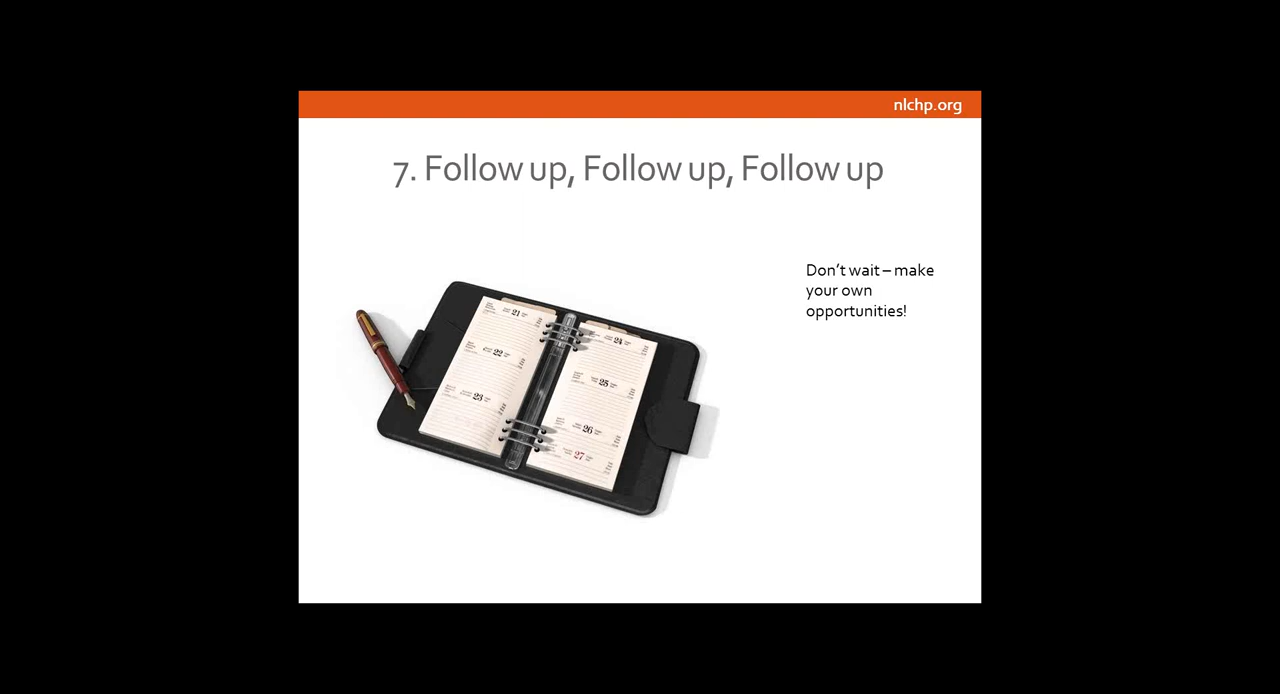 nlchp.org
7. Follow up, Follow up, Follow up
Don't wait – make
your own
opportunities!
21
22
23
24
25
26
27